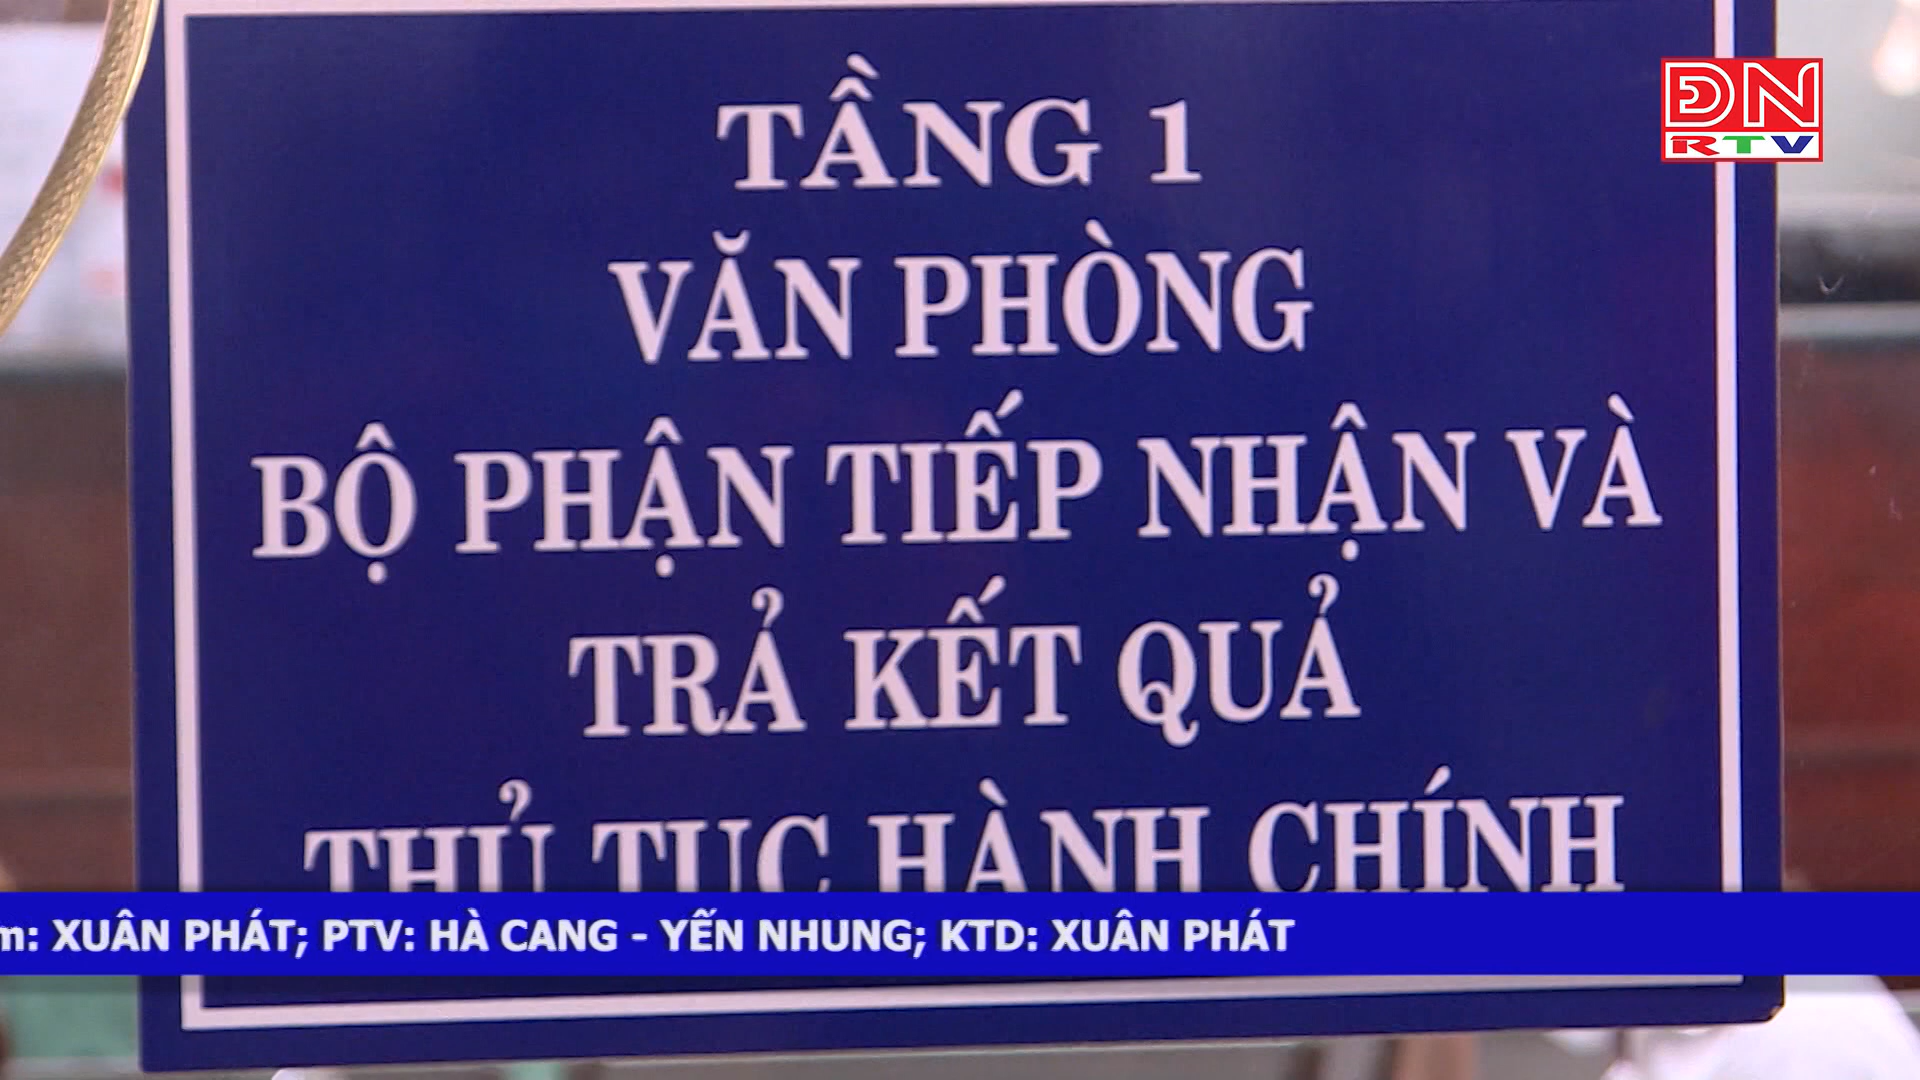 TẦNG 1
VĂN PHÒNG
BỘ PHẬN TIẾP NHẬN VÀ
TRẢ KẾT QUẢ
THỦ TỤC HÀNH CHÍNH
m: XUÂN PHÁT; PTV: HÀ CANG - YẾN NHUNG; KTD: XUÂN PHÁT
ĐN
RTV